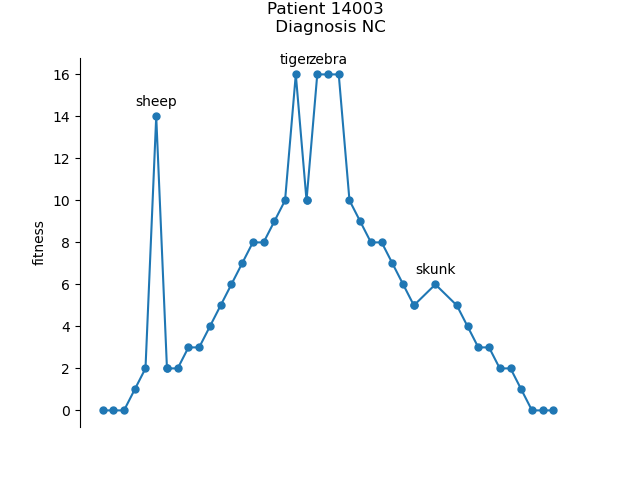 Patient 14003
Diagnosis NC
tiger zebra
16
sheep
14
12
10
fitness
8
skunk
6
4
2
0